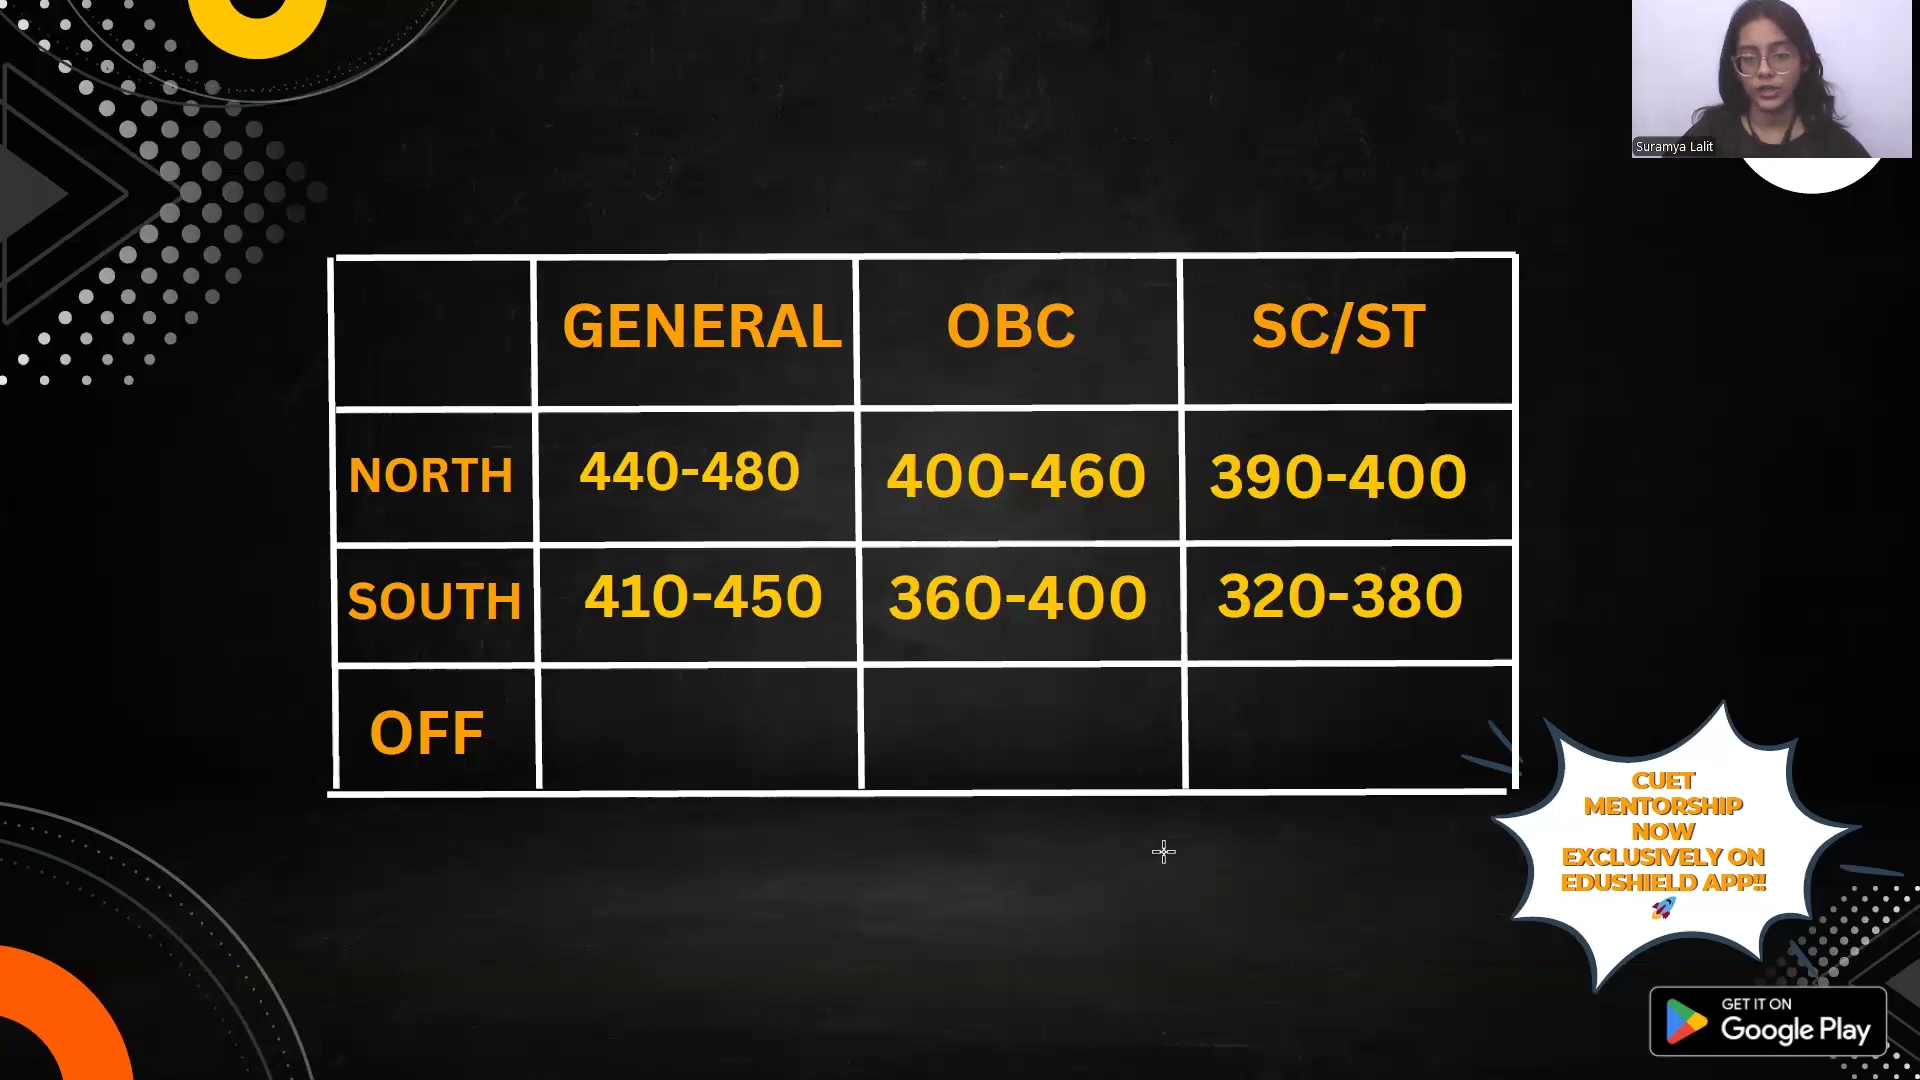 Suramya Lalit
GENERAL OBC SC/ST
NORTH 440-480 400-460 390-400
SOUTH 410-450 360-400 320-380
OFF
CUET
MENTORSHIP
NOW
EXCLUSIVELY ON
EDUSHIELD APP!!
🚀
GET IT ON
Google Play